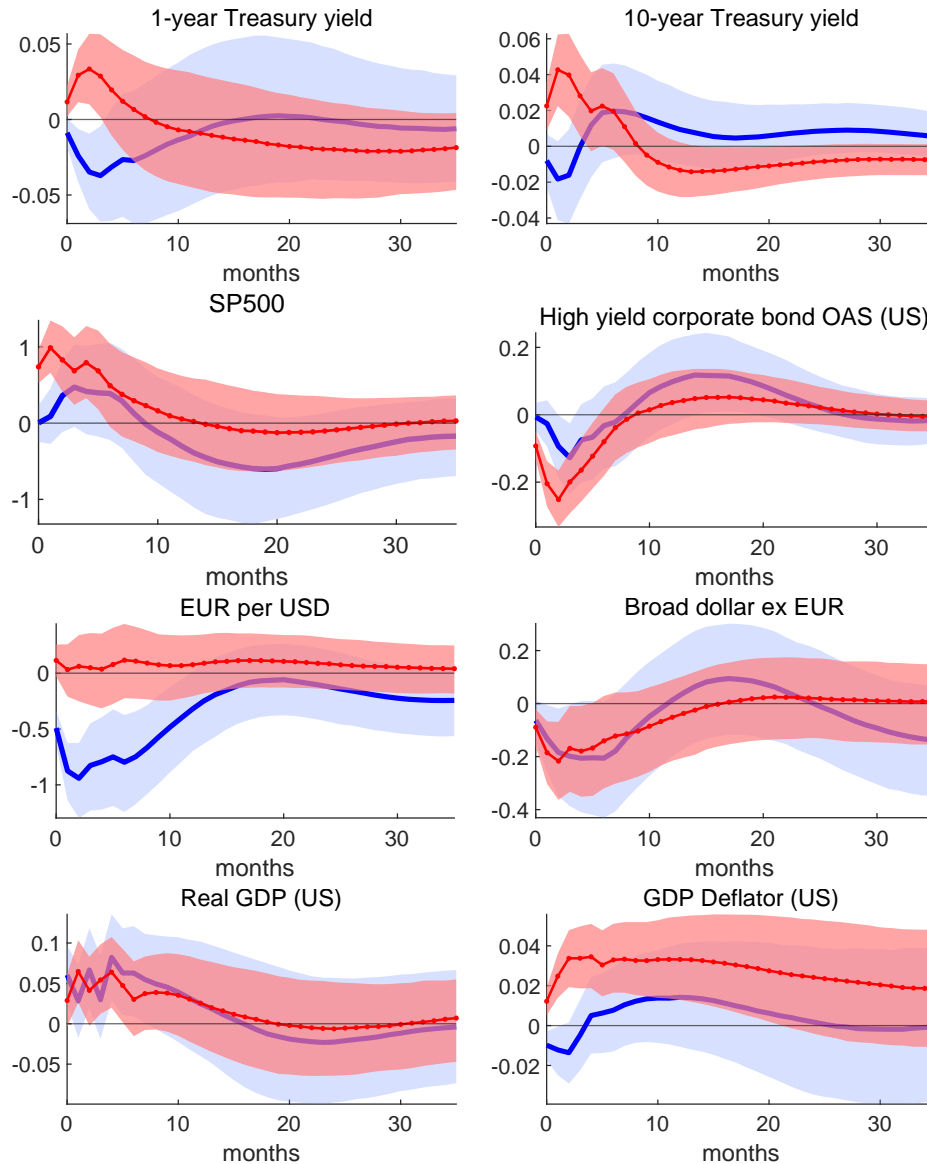 1-year Treasury yield
0.05
0
-0.05
0 10 20 30
months
10-year Treasury yield
0.06
0.04
0.02
0
-0.02
-0.04
0 10 20 30
months
SP500
1
0
-1
0 10 20 30
months
High yield corporate bond OAS (US)
0.2
0
-0.2
0 10 20 30
months
EUR per USD
0
-0.5
-1
0 10 20 30
months
Broad dollar ex EUR
0.2
0
-0.2
-0.4
0 10 20 30
months
Real GDP (US)
0.1
0.05
0
-0.05
0 10 20 30
months
GDP Deflator (US)
0.04
0.02
0
-0.02
0 10 20 30
months